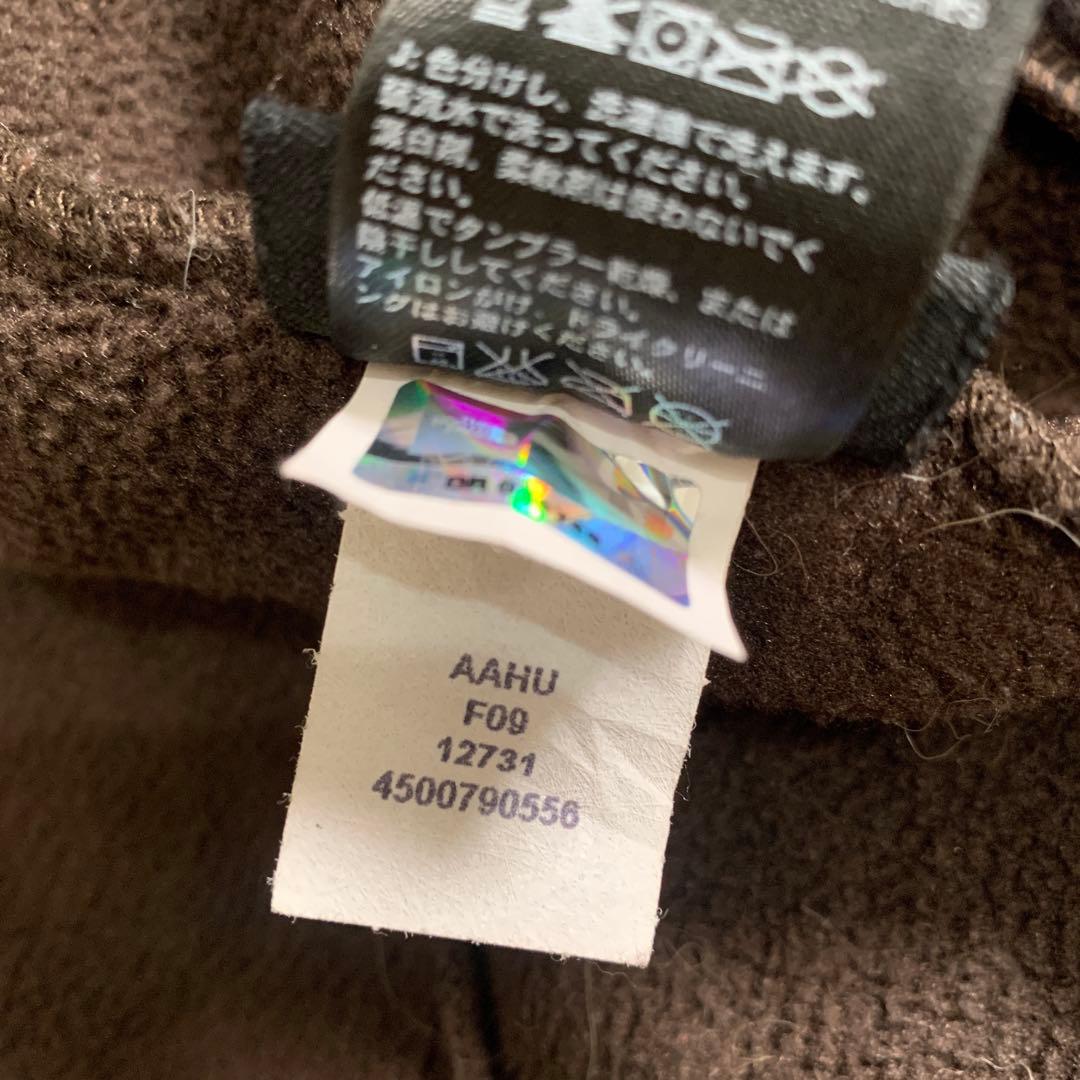 J: 色分けし、洗濯機で洗えます。
弱洗水で洗ってください。
漂白剤、柔軟剤は使わないでく
ださい。
低温でタンブラー乾燥、または
陰干ししてください。
アイロンがけ、ドライクリーニ
ングはお避けください。
AAHU
F09
12731
4500790556